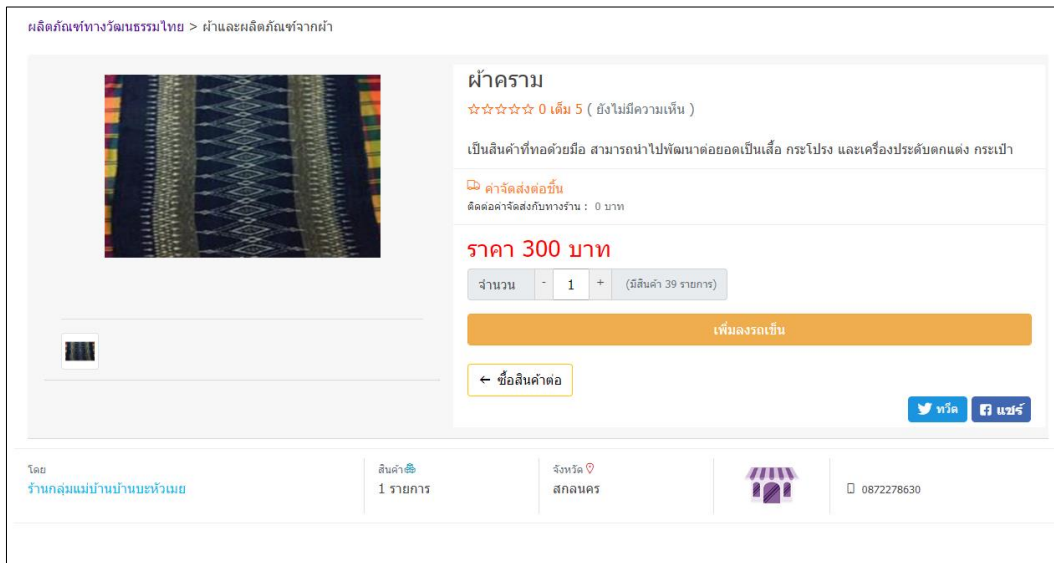 ผลิตภัณฑ์ทางวัฒนธรรมไทย > ผ้าและผลิตภัณฑ์จากผ้า
ผ้าคราม
☆☆☆☆☆ 0 เต็ม 5 ( ยังไม่มีความเห็น )
เป็นสินค้าที่ทอด้วยมือ สามารถนำไปพัฒนาต่อยอดเป็นเสื้อ กระโปรง และเครื่องประดับตกแต่ง กระเป๋า
ค่าจัดส่งต่อชิ้น
ติดต่อค่าจัดส่งกับทางร้าน : 0 บาท
ราคา 300 บาท
จำนวน - 1 + (มีสินค้า 39 รายการ)
เพิ่มลงรถเข็น
← ซื้อสินค้าต่อ
ทวีต แชร์
โดย สินค้า จังหวัด
ร้านกลุ่มแม่บ้านบ้านบะหัวเมย 1 รายการ สกลนคร 0872278630